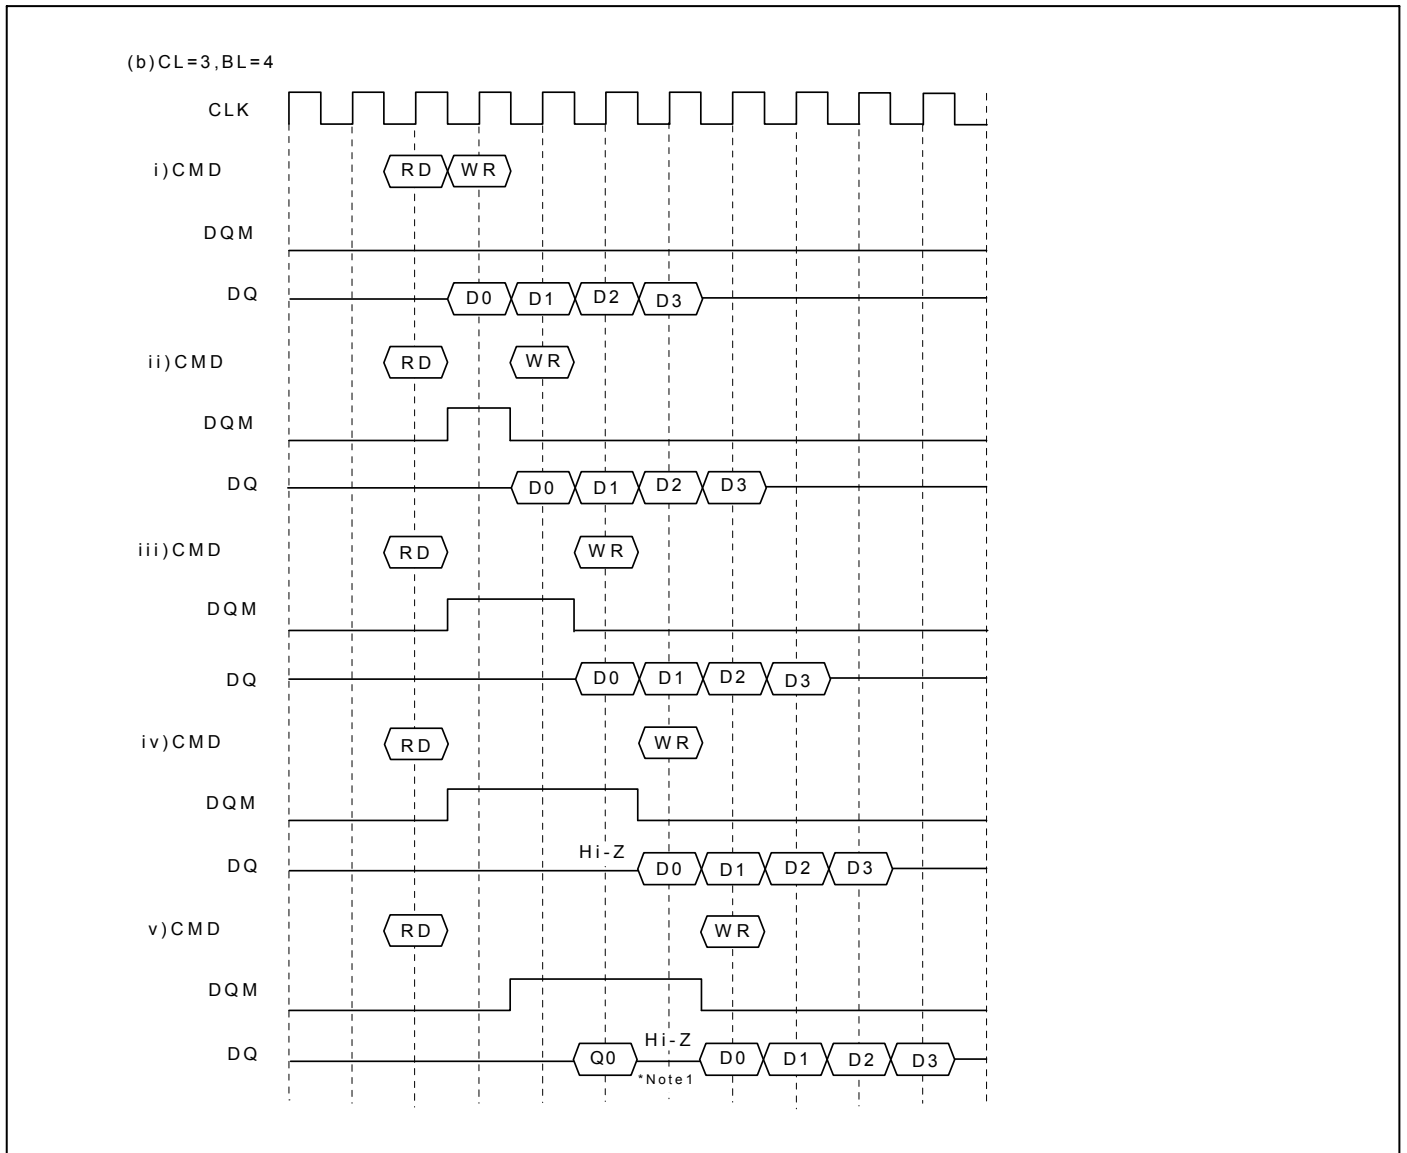 (b)CL=3,BL=4
CLK
i)CMD RD WR
DQM
DQ D0 D1 D2 D3
ii)CMD RD WR
DQM
DQ D0 D1 D2 D3
iii)CMD RD WR
DQM
DQ D0 D1 D2 D3
iv)CMD RD WR
DQM
Hi-Z
DQ D0 D1 D2 D3
v)CMD RD WR
DQM
Hi-Z
DQ Q0 D0 D1 D2 D3
*Note1